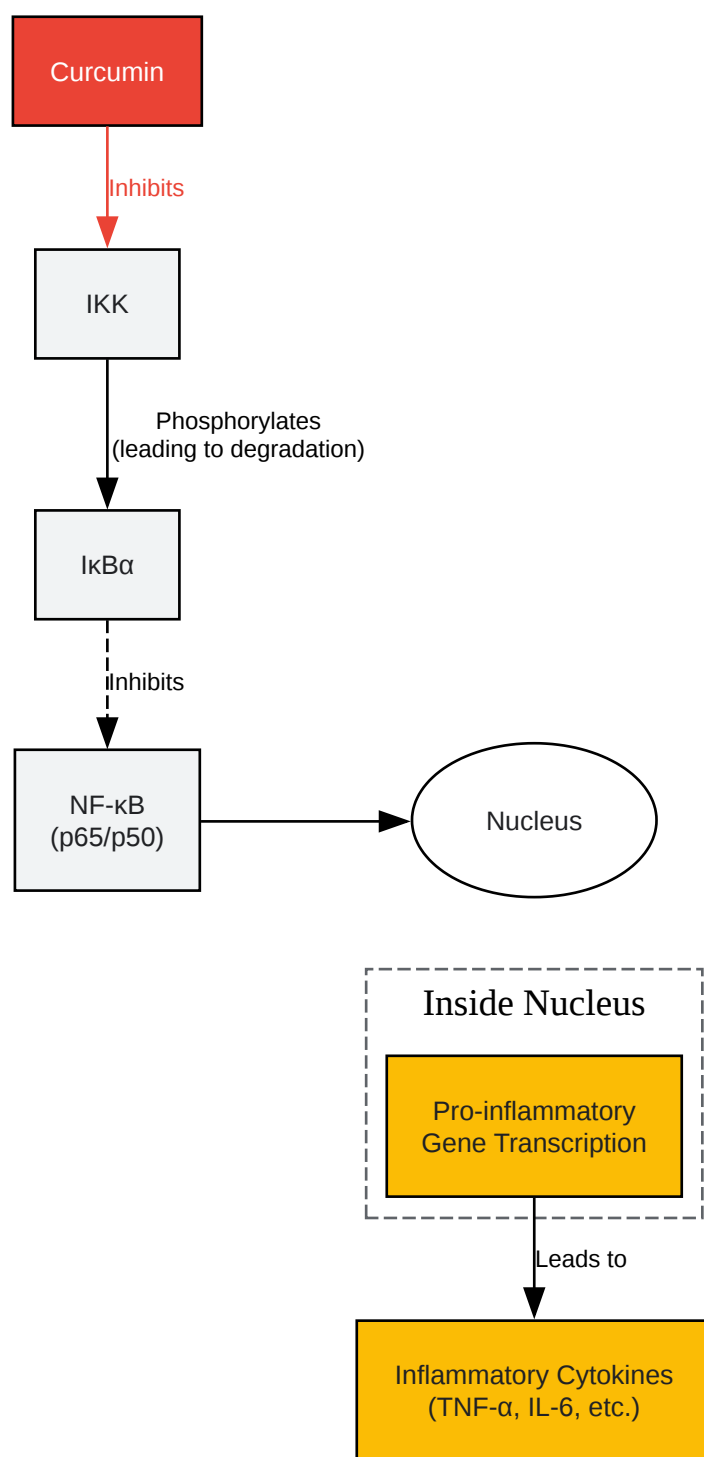 Curcumin
Inhibits
IKK
Phosphorylates
(leading to degradation)
IκBα
Inhibits
NF-κB
(p65/p50)
Nucleus
Inside Nucleus
Pro-inflammatory
Gene Transcription
Leads to
Inflammatory Cytokines
(TNF-α, IL-6, etc.)